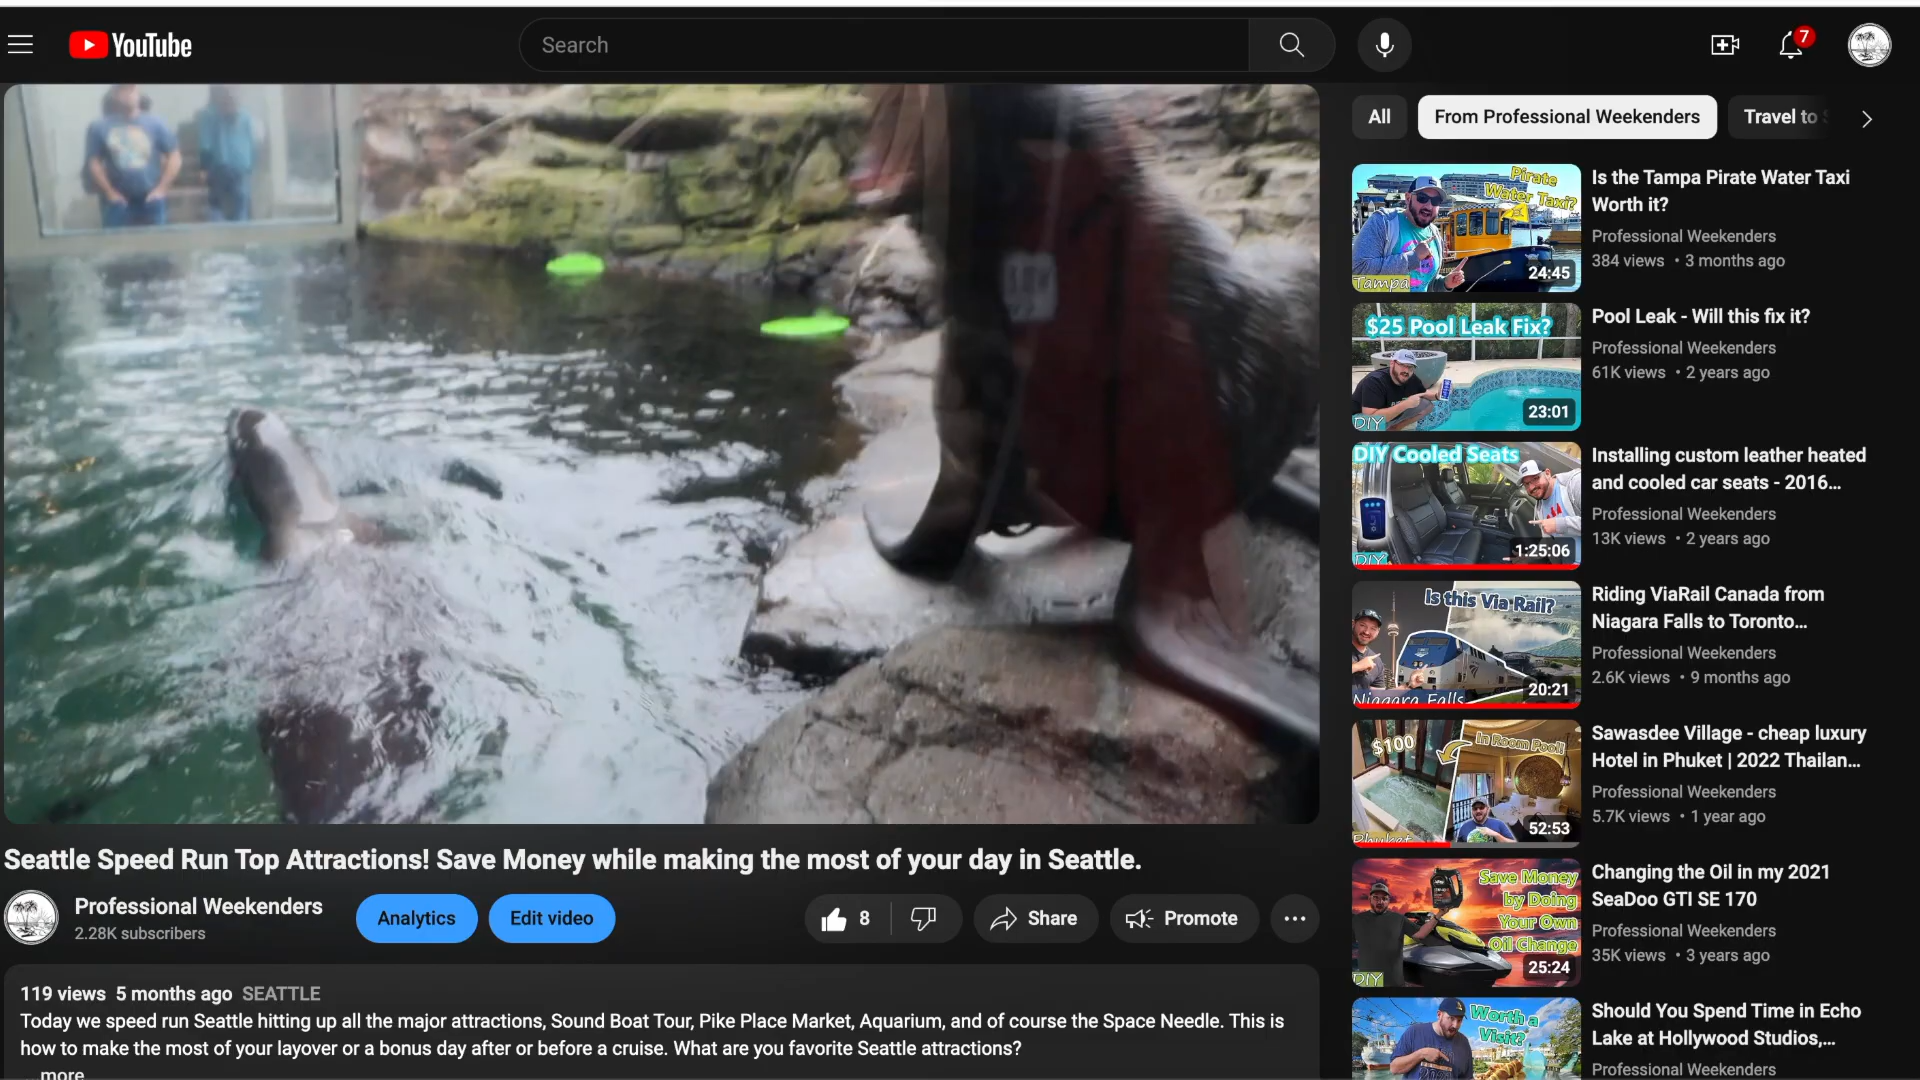 YouTube
Search
7
All
From Professional Weekenders
Travel to S
Pirate
Water Taxi?
Tampa
24:45
Is the Tampa Pirate Water Taxi
Worth it?
Professional Weekenders
384 views • 3 months ago
$25 Pool Leak Fix?
DIY
23:01
Pool Leak - Will this fix it?
Professional Weekenders
61K views • 2 years ago
DIY Cooled Seats
DIY
1:25:06
Installing custom leather heated
and cooled car seats - 2016...
Professional Weekenders
13K views • 2 years ago
Is this Via Rail?
Niagara Falls
20:21
Riding ViaRail Canada from
Niagara Falls to Toronto...
Professional Weekenders
2.6K views • 9 months ago
$100
In Room Pool!
Phuket
52:53
Sawasdee Village - cheap luxury
Hotel in Phuket | 2022 Thailan...
Professional Weekenders
5.7K views • 1 year ago
Save Money
by Doing
Your Own
Oil Change
DIY
25:24
Changing the Oil in my 2021
SeaDoo GTI SE 170
Professional Weekenders
35K views • 3 years ago
Worth a
Visit?
Should You Spend Time in Echo
Lake at Hollywood Studios,...
Professional Weekenders
Seattle Speed Run Top Attractions! Save Money while making the most of your day in Seattle.
Professional Weekenders
2.28K subscribers
Analytics
Edit video
8
Share
Promote
119 views 5 months ago SEATTLE
Today we speed run Seattle hitting up all the major attractions, Sound Boat Tour, Pike Place Market, Aquarium, and of course the Space Needle. This is
how to make the most of your layover or a bonus day after or before a cruise. What are you favorite Seattle attractions?
...more